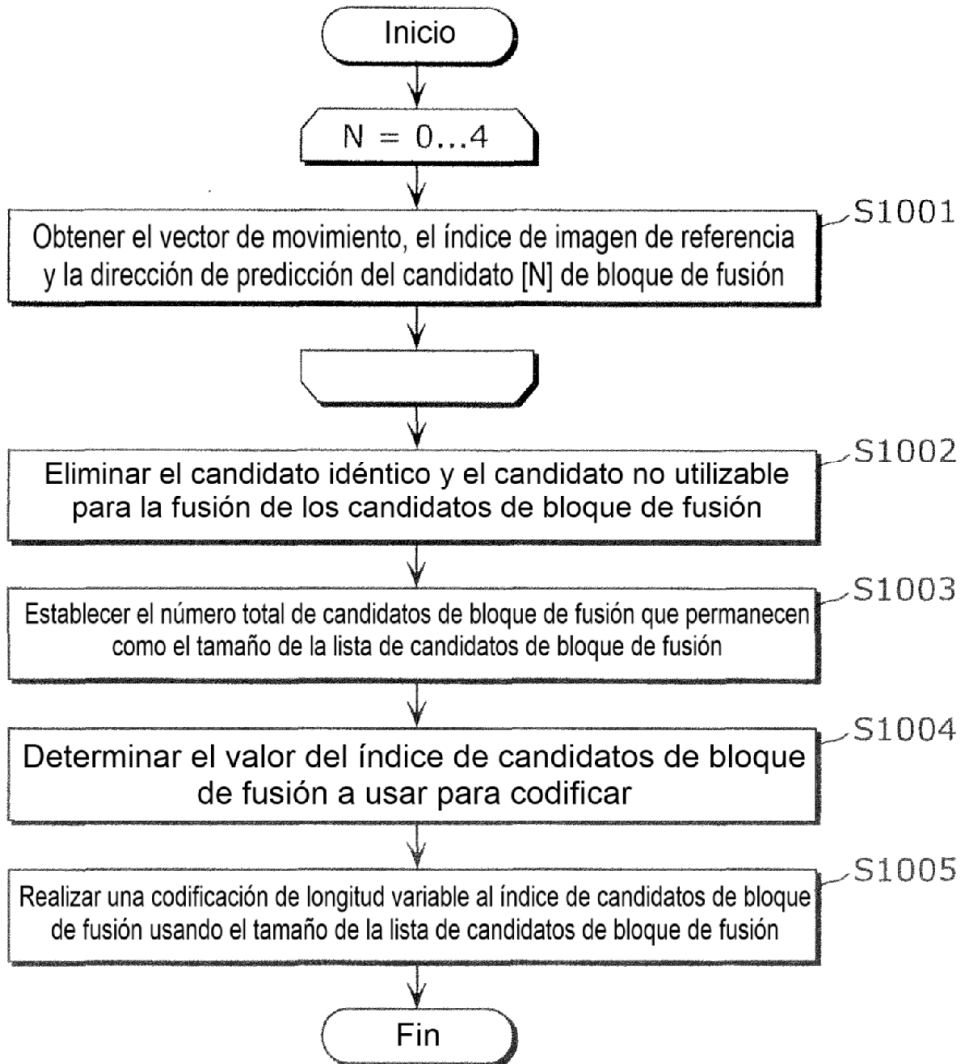 Inicio
N = 0...4
S1001
Obtener el vector de movimiento, el índice de imagen de referencia
y la dirección de predicción del candidato [N] de bloque de fusión
S1002
Eliminar el candidato idéntico y el candidato no utilizable
para la fusión de los candidatos de bloque de fusión
S1003
Establecer el número total de candidatos de bloque de fusión que permanecen
como el tamaño de la lista de candidatos de bloque de fusión
S1004
Determinar el valor del índice de candidatos de bloque
de fusión a usar para codificar
S1005
Realizar una codificación de longitud variable al índice de candidatos de bloque
de fusión usando el tamaño de la lista de candidatos de bloque de fusión
Fin